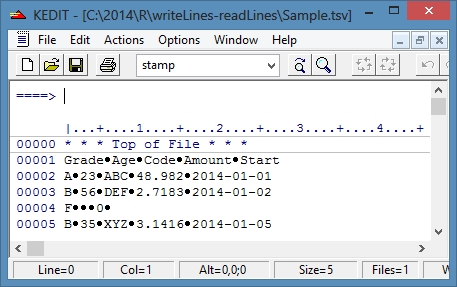 KEDIT - [C:\2014\R\writeLines-readLines\Sample.tsv]
File Edit Actions Options Window Help
stamp
====>
|...+....1....+....2....+....3....+....4....+
00000 * * * Top of File * * *
00001 Grade●Age●Code●Amount●Start
00002 A●23●ABC●48.982●2014-01-01
00003 B●56●DEF●2.7183●2014-01-02
00004 F●●●0●
00005 B●35●XYZ●3.1416●2014-01-05
Line=0 Col=1 Alt=0,0;0 Size=5 Files=1